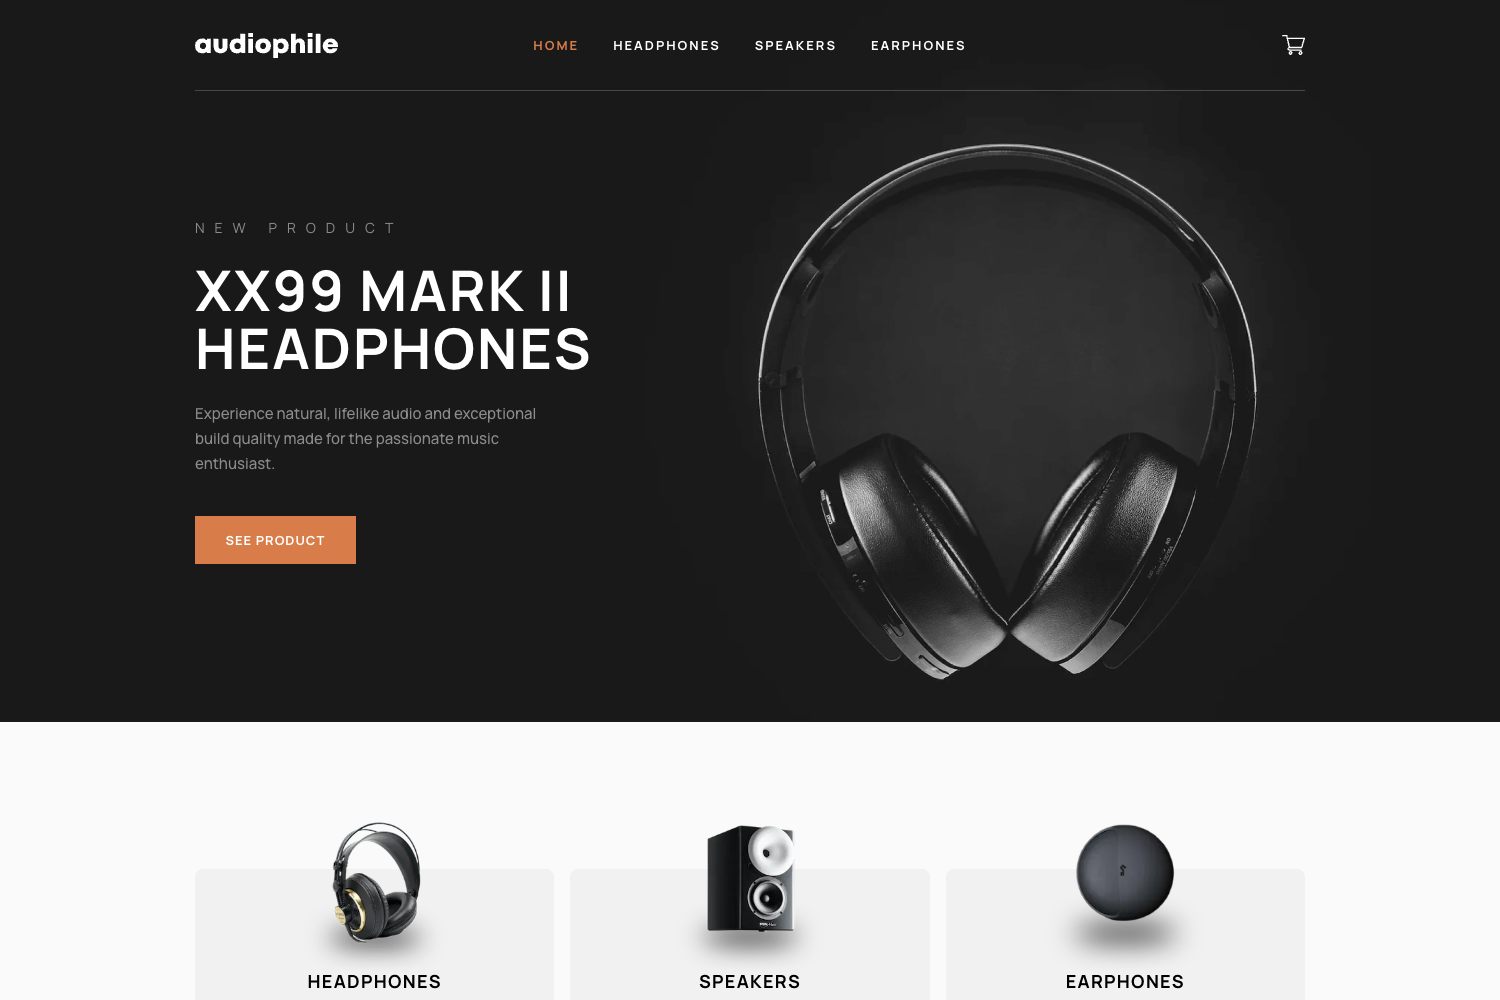 audiophile
HOME HEADPHONES SPEAKERS EARPHONES
NEW PRODUCT
XX99 MARK II
HEADPHONES
Experience natural, lifelike audio and exceptional
build quality made for the passionate music
enthusiast.
SEE PRODUCT
HEADPHONES
SPEAKERS
EARPHONES